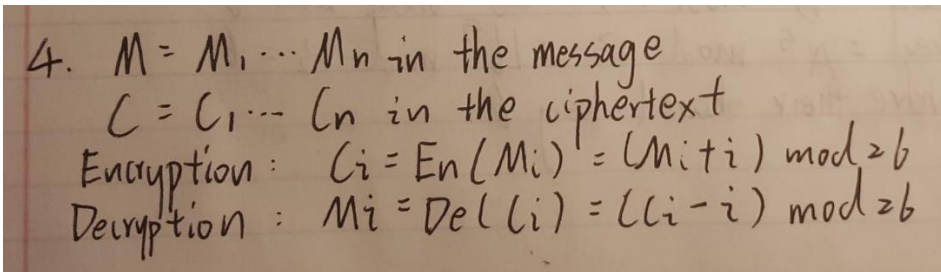 4. M = M₁ ... Mn in the message
C = C₁ ... Cn in the ciphertext
Encryption : Ci = En(Mi) = (Mi+i) mod 26
Decryption : Mi = De(Ci) = (Ci-i) mod 26